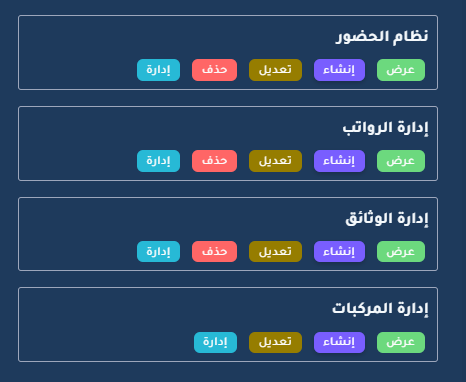 نظام الحضور
عرض إنشاء تعديل حذف إدارة
إدارة الرواتب
عرض إنشاء تعديل حذف إدارة
إدارة الوثائق
عرض إنشاء تعديل حذف إدارة
إدارة المركبات
عرض إنشاء تعديل إدارة